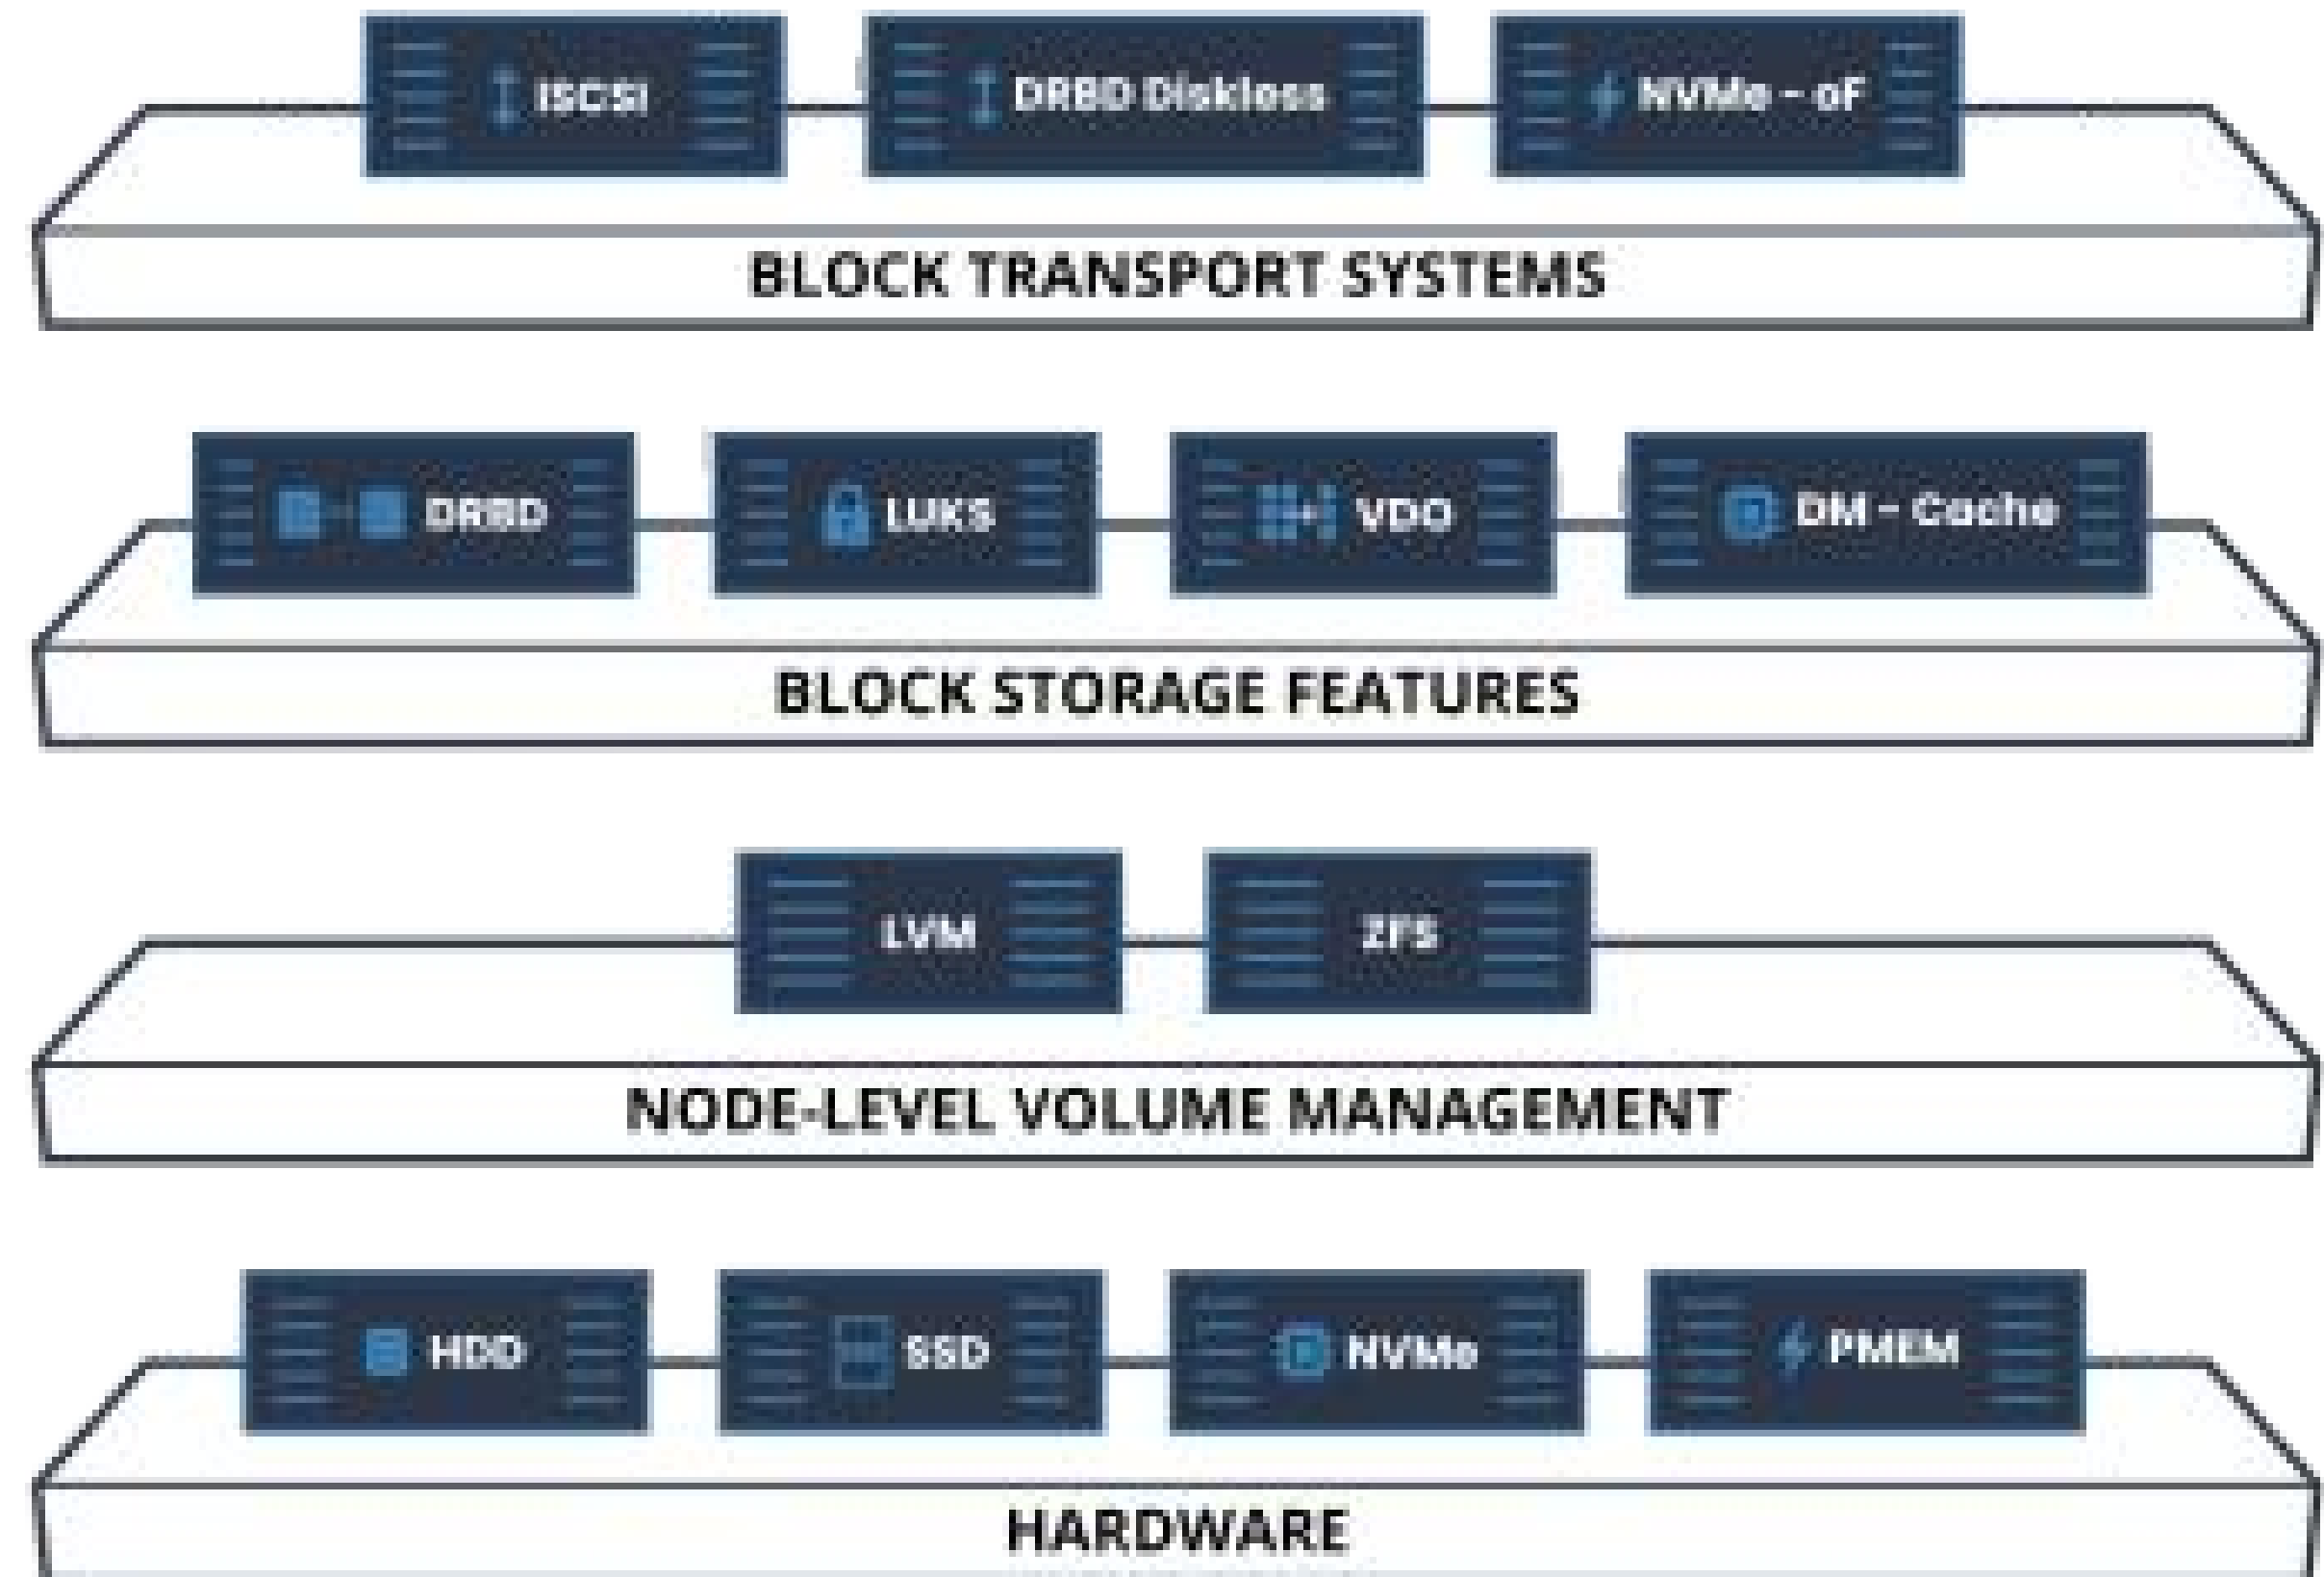 iSCSI DRBD Diskless NVMe - oF
BLOCK TRANSPORT SYSTEMS
DRBD LUKS VDO DM - Cache
BLOCK STORAGE FEATURES
LVM ZFS
NODE-LEVEL VOLUME MANAGEMENT
HDD SSD NVMe PMEM
HARDWARE